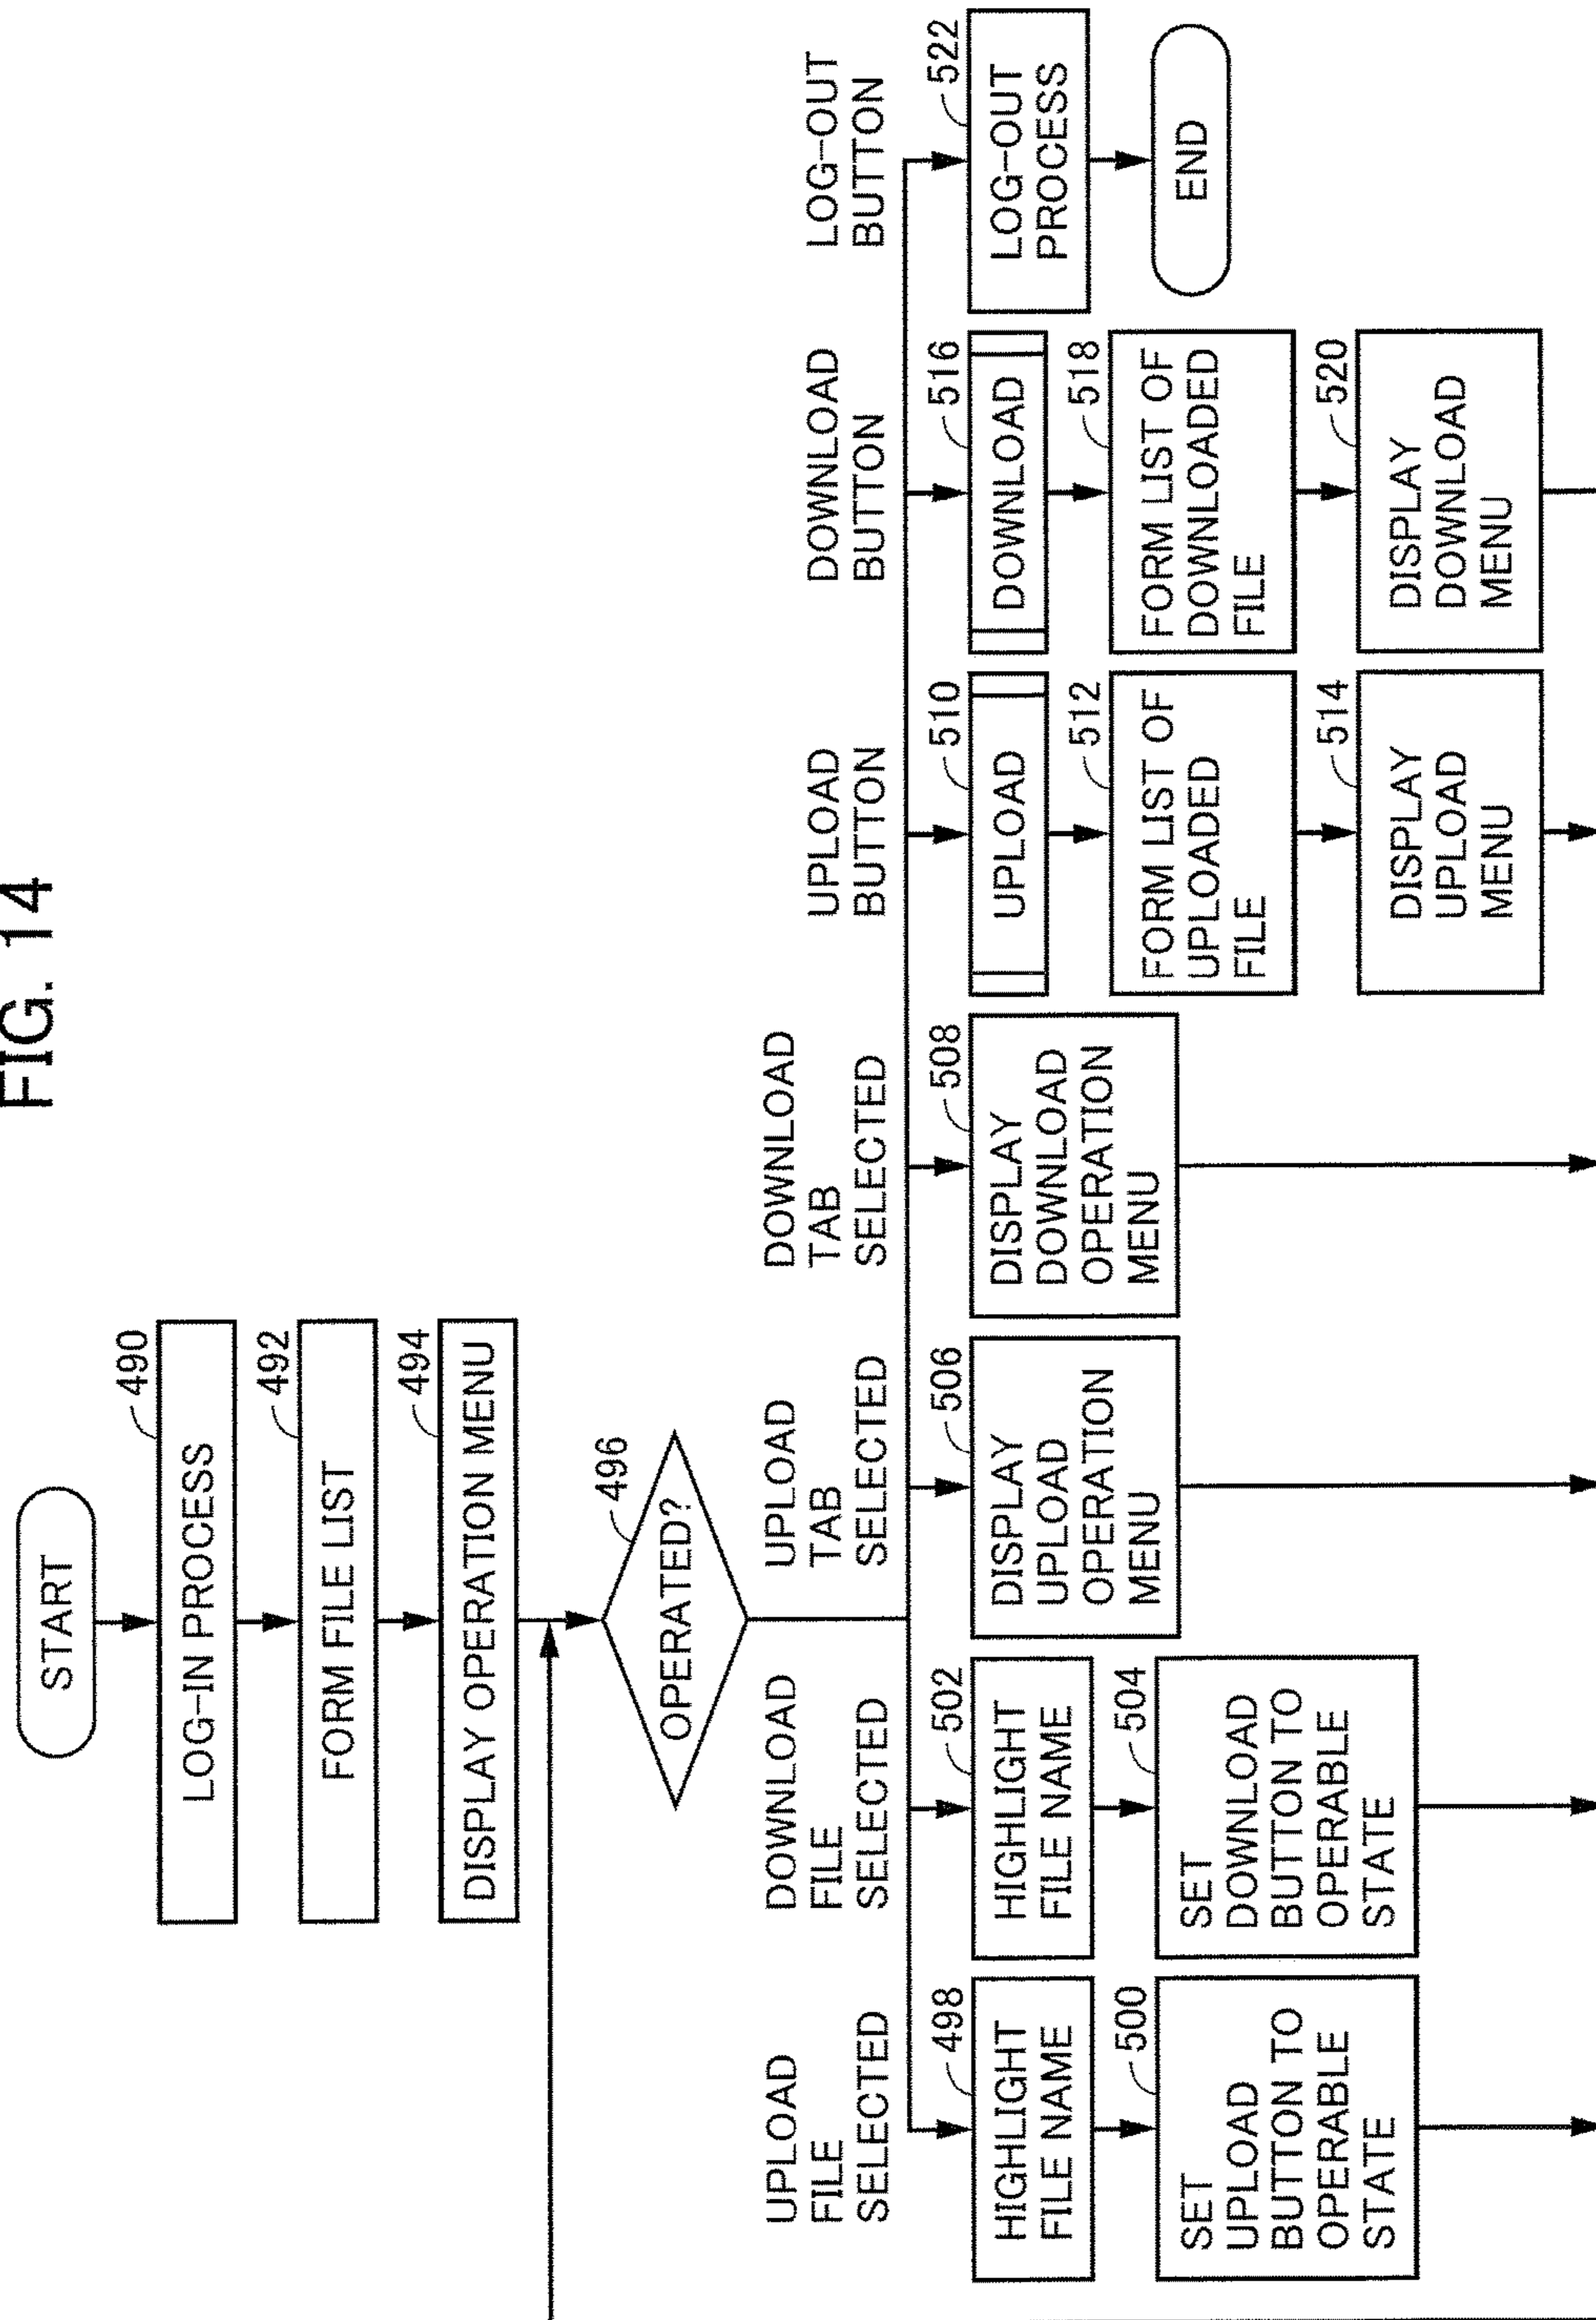 FIG. 14
START
490
LOG-IN PROCESS
492
FORM FILE LIST
494
DISPLAY OPERATION MENU
496
OPERATED?
UPLOAD
FILE
SELECTED
498
HIGHLIGHT
FILE NAME
500
SET
UPLOAD
BUTTON TO
OPERABLE
STATE
DOWNLOAD
FILE
SELECTED
502
HIGHLIGHT
FILE NAME
504
SET
DOWNLOAD
BUTTON TO
OPERABLE
STATE
UPLOAD
TAB
SELECTED
506
DISPLAY
UPLOAD
OPERATION
MENU
DOWNLOAD
TAB
SELECTED
508
DISPLAY
DOWNLOAD
OPERATION
MENU
UPLOAD
BUTTON
510
UPLOAD
512
FORM LIST OF
UPLOADED
FILE
514
DISPLAY
UPLOAD
MENU
DOWNLOAD
BUTTON
516
DOWNLOAD
518
FORM LIST OF
DOWNLOADED
FILE
520
DISPLAY
DOWNLOAD
MENU
LOG-OUT
BUTTON
522
LOG-OUT
PROCESS
END